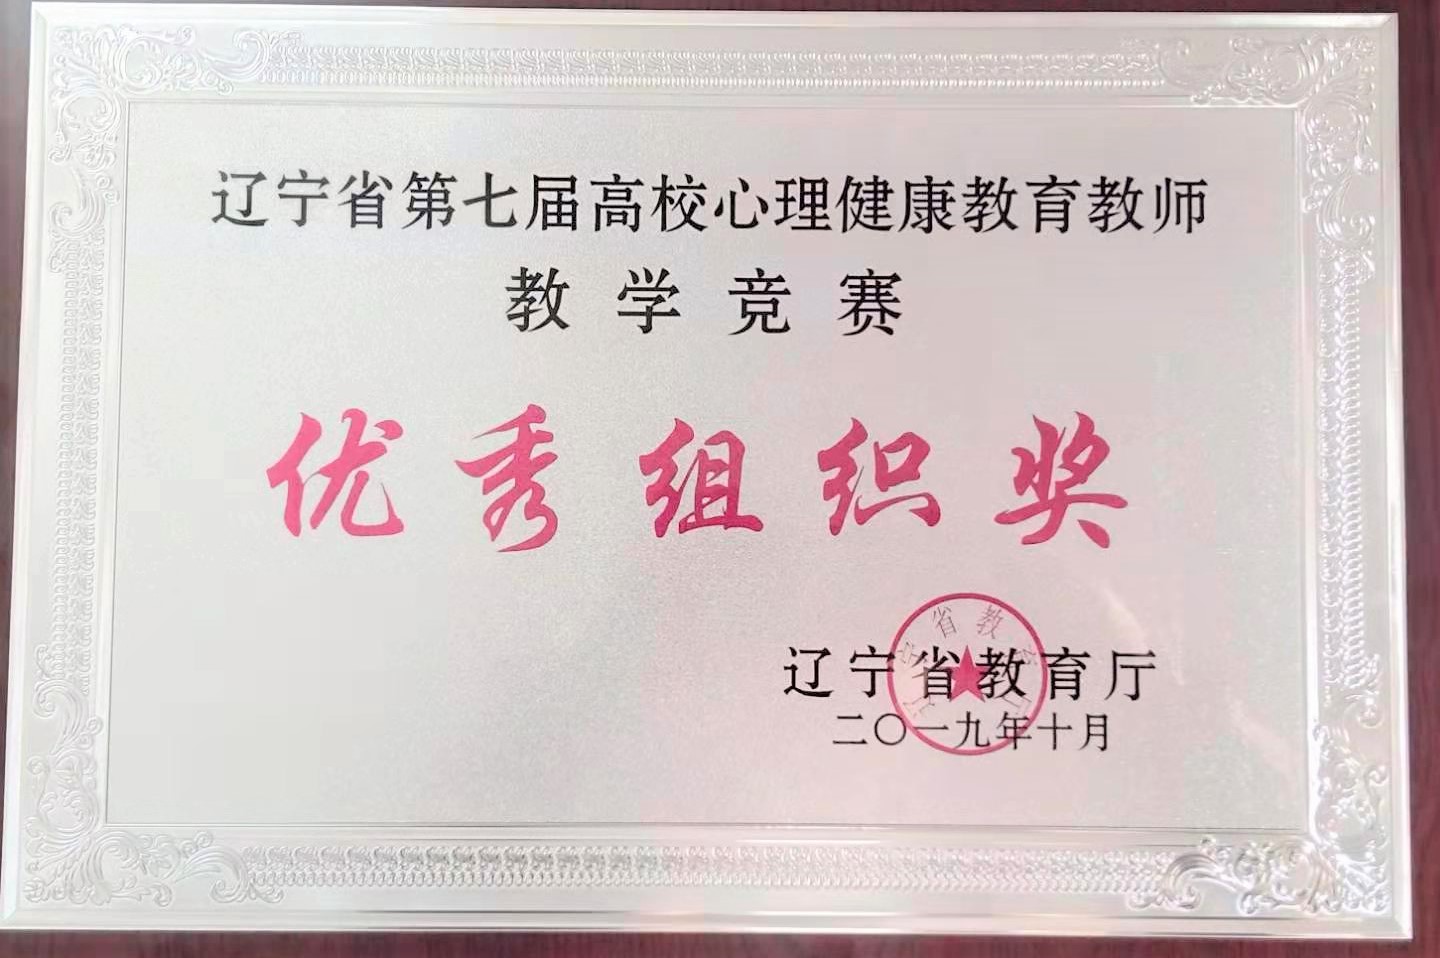 辽宁省第七届高校心理健康教育教师
教学竞赛
优秀组织奖
辽宁省教育厅
二〇一九年十月